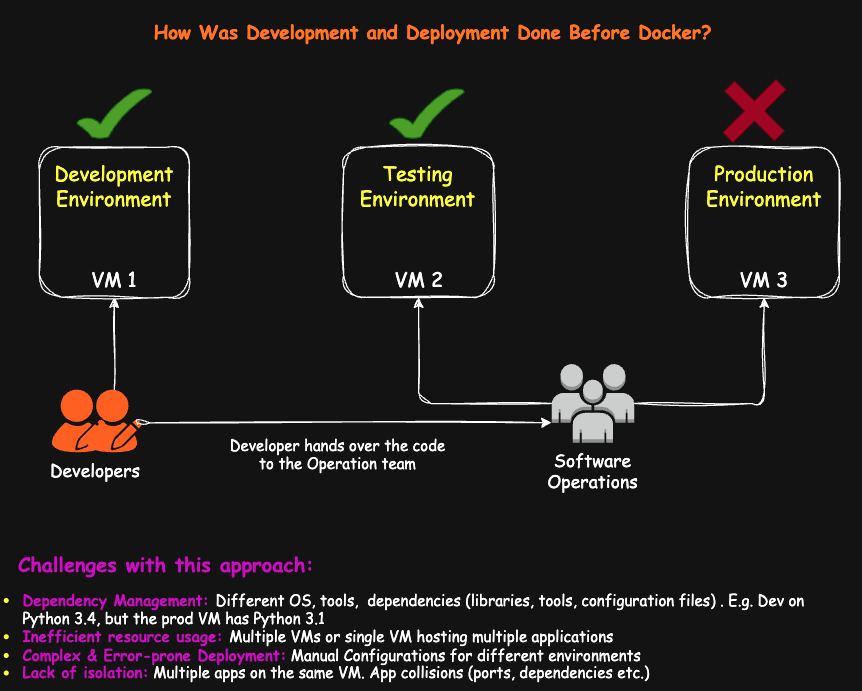 How Was Development and Deployment Done Before Docker?
Development
Environment
VM 1
Testing
Environment
VM 2
Production
Environment
VM 3
Developers
Developer hands over the code
to the Operation team
Software
Operations
Challenges with this approach:
• Dependency Management: Different OS, tools, dependencies (libraries, tools, configuration files) . E.g. Dev on
Python 3.4, but the prod VM has Python 3.1
• Inefficient resource usage: Multiple VMs or single VM hosting multiple applications
• Complex & Error-prone Deployment: Manual Configurations for different environments
• Lack of isolation: Multiple apps on the same VM. App collisions (ports, dependencies etc.)